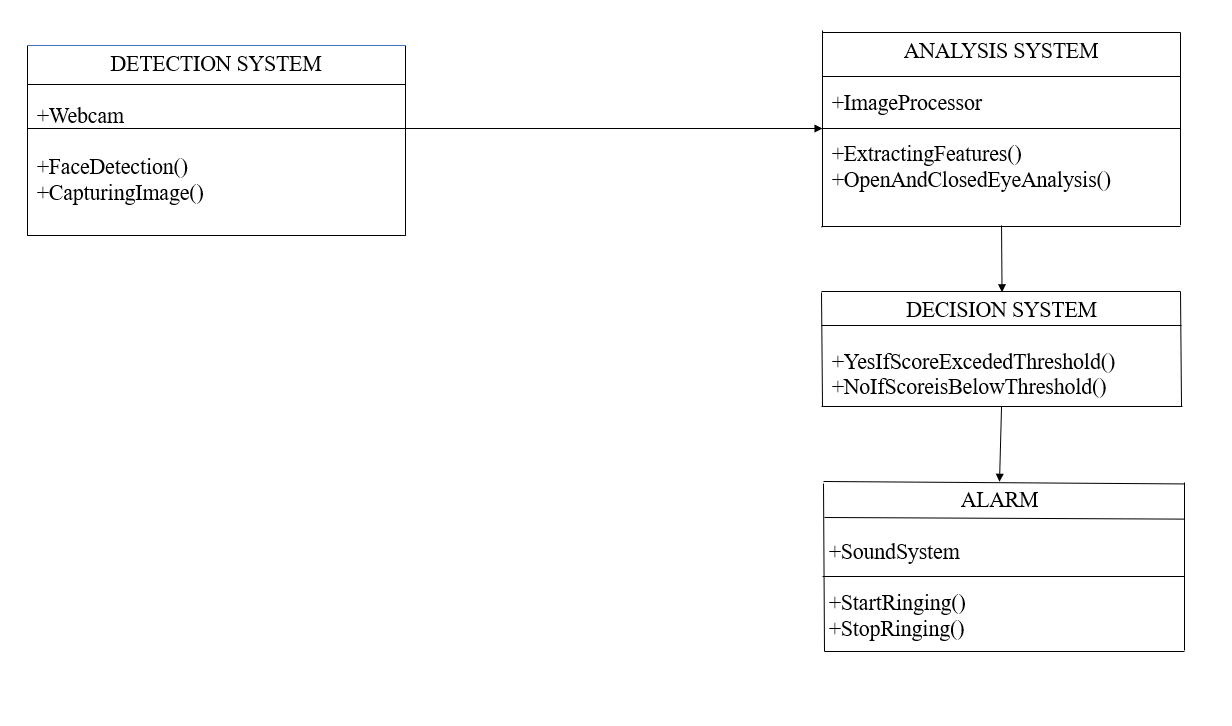 DETECTION SYSTEM
+Webcam
+FaceDetection()
+CapturingImage()
ANALYSIS SYSTEM
+ImageProcessor
+ExtractingFeatures()
+OpenAndClosedEyeAnalysis()
DECISION SYSTEM
+YesIfScoreExcededThreshold()
+NoIfScoreisBelowThreshold()
ALARM
+SoundSystem
+StartRinging()
+StopRinging()